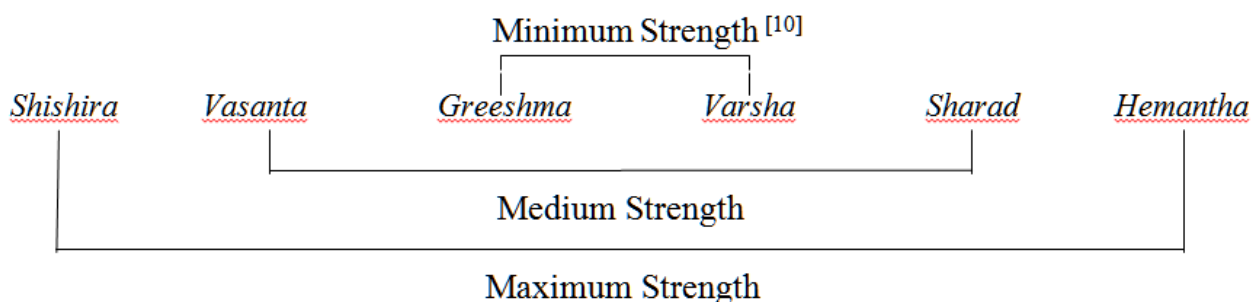 Minimum Strength [10]
Shishira Vasanta Greeshma Varsha Sharad Hemantha
Medium Strength
Maximum Strength